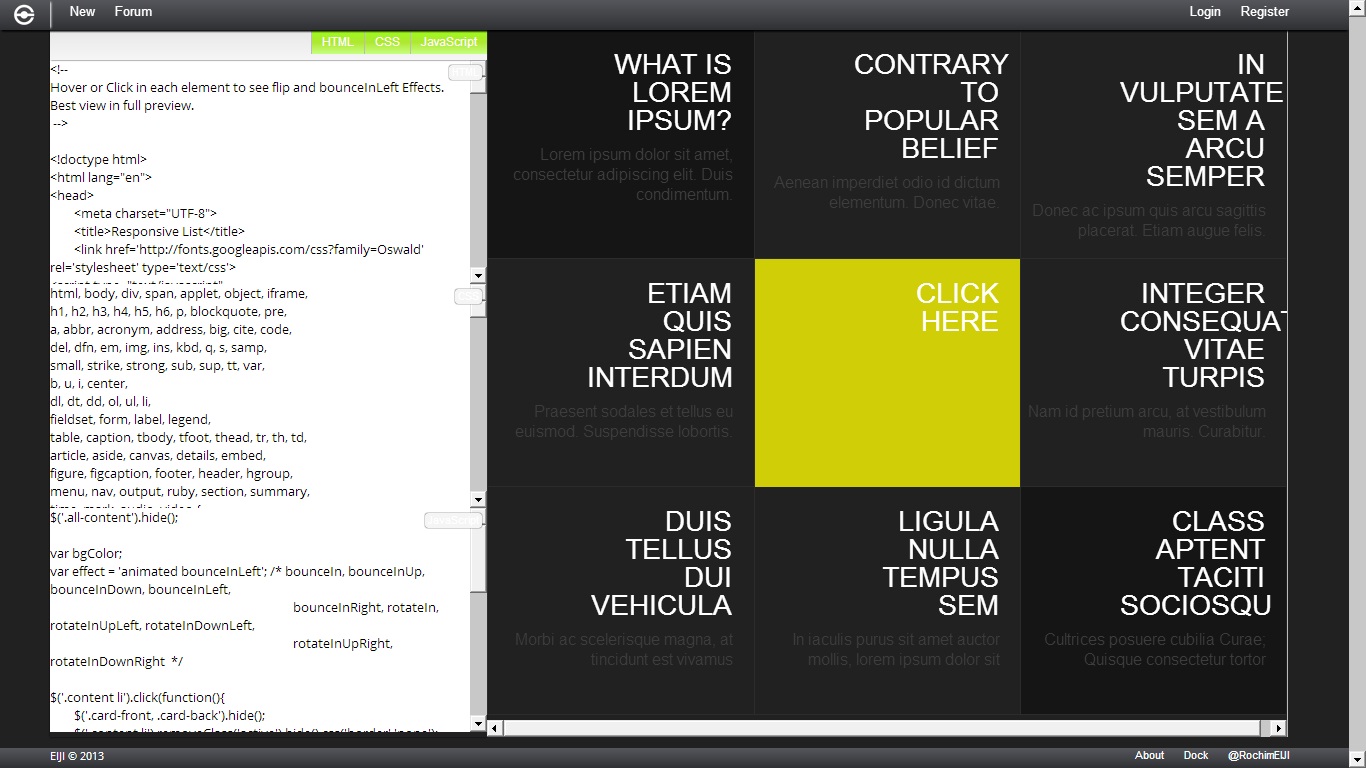 New Forum Login Register
HTML CSS JavaScript
<!--
Hover or Click in each element to see flip and bounceInLeft Effects.
Best view in full preview.
-->
<!doctype html>
<html lang="en">
<head>
<meta charset="UTF-8">
<title>Responsive List</title>
<link href='http://fonts.googleapis.com/css?family=Oswald'
rel='stylesheet' type='text/css'>
html, body, div, span, applet, object, iframe,
h1, h2, h3, h4, h5, h6, p, blockquote, pre,
a, abbr, acronym, address, big, cite, code,
del, dfn, em, img, ins, kbd, q, s, samp,
small, strike, strong, sub, sup, tt, var,
b, u, i, center,
dl, dt, dd, ol, ul, li,
fieldset, form, label, legend,
table, caption, tbody, tfoot, thead, tr, th, td,
article, aside, canvas, details, embed,
figure, figcaption, footer, header, hgroup,
menu, nav, output, ruby, section, summary,
JavaScript
$('.all-content').hide();
var bgColor;
var effect = 'animated bounceInLeft'; /* bounceIn, bounceInUp,
bounceInDown, bounceInLeft,
bounceInRight, rotateIn,
rotateInUpLeft, rotateInDownLeft,
rotateInUpRight,
rotateInDownRight */
$('.content li').click(function(){
$('.card-front, .card-back').hide();
WHAT IS
LOREM
IPSUM?
Lorem ipsum dolor sit amet,
consectetur adipiscing elit. Duis
condimentum.
CONTRARY
TO
POPULAR
BELIEF
Aenean imperdiet odio id dictum
elementum. Donec vitae.
IN
VULPUTATE
SEM A
ARCU
SEMPER
Donec ac ipsum quis arcu sagittis
placerat. Etiam augue felis.
ETIAM
QUIS
SAPIEN
INTERDUM
Praesent sodales et tellus eu
euismod. Suspendisse lobortis.
CLICK
HERE
INTEGER
CONSEQUAT
VITAE
TURPIS
Nam id pretium arcu, at vestibulum
mauris. Curabitur.
DUIS
TELLUS
DUI
VEHICULA
Morbi ac scelerisque magna, at
tincidunt est vivamus
LIGULA
NULLA
TEMPUS
SEM
In iaculis purus sit amet auctor
mollis, lorem ipsum dolor sit
CLASS
APTENT
TACITI
SOCIOSQU
Cultrices posuere cubilia Curae;
Quisque consectetur tortor
EIJI © 2013 About Dock @RochimEIJI